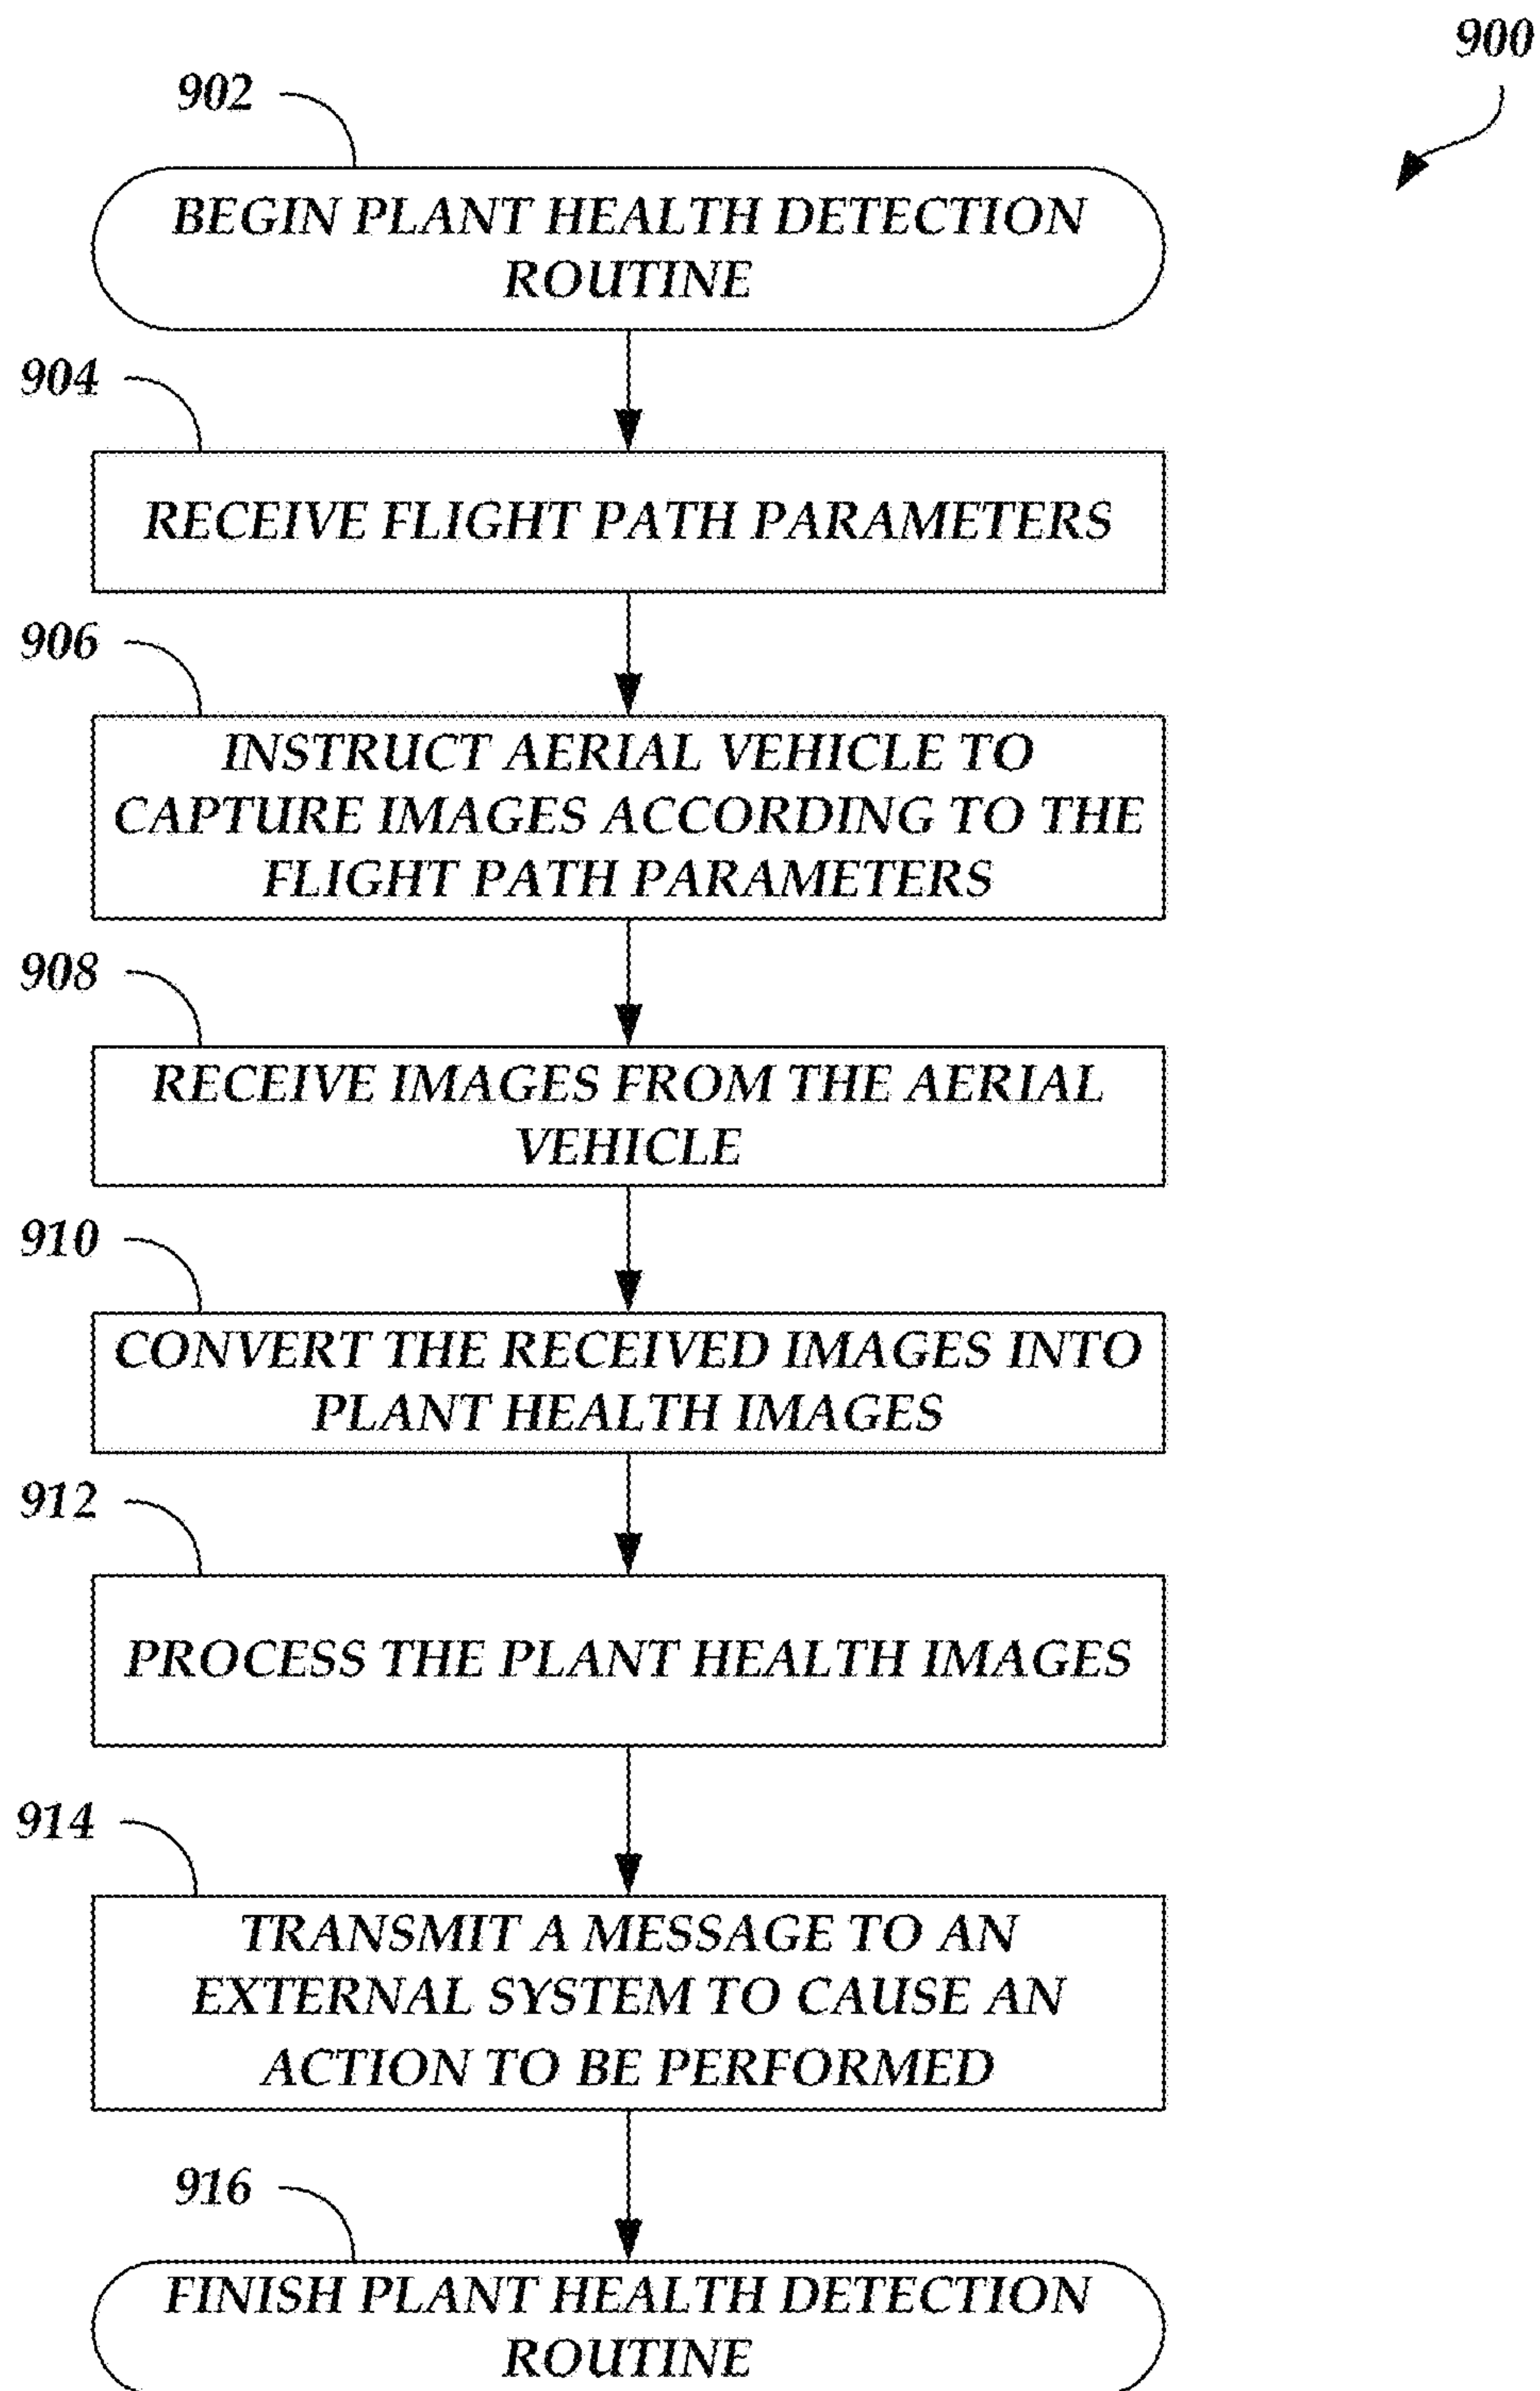 900
902
BEGIN PLANT HEALTH DETECTION
ROUTINE
904
RECEIVE FLIGHT PATH PARAMETERS
906
INSTRUCT AERIAL VEHICLE TO
CAPTURE IMAGES ACCORDING TO THE
FLIGHT PATH PARAMETERS
908
RECEIVE IMAGES FROM THE AERIAL
VEHICLE
910
CONVERT THE RECEIVED IMAGES INTO
PLANT HEALTH IMAGES
912
PROCESS THE PLANT HEALTH IMAGES
914
TRANSMIT A MESSAGE TO AN
EXTERNAL SYSTEM TO CAUSE AN
ACTION TO BE PERFORMED
916
FINISH PLANT HEALTH DETECTION
ROUTINE